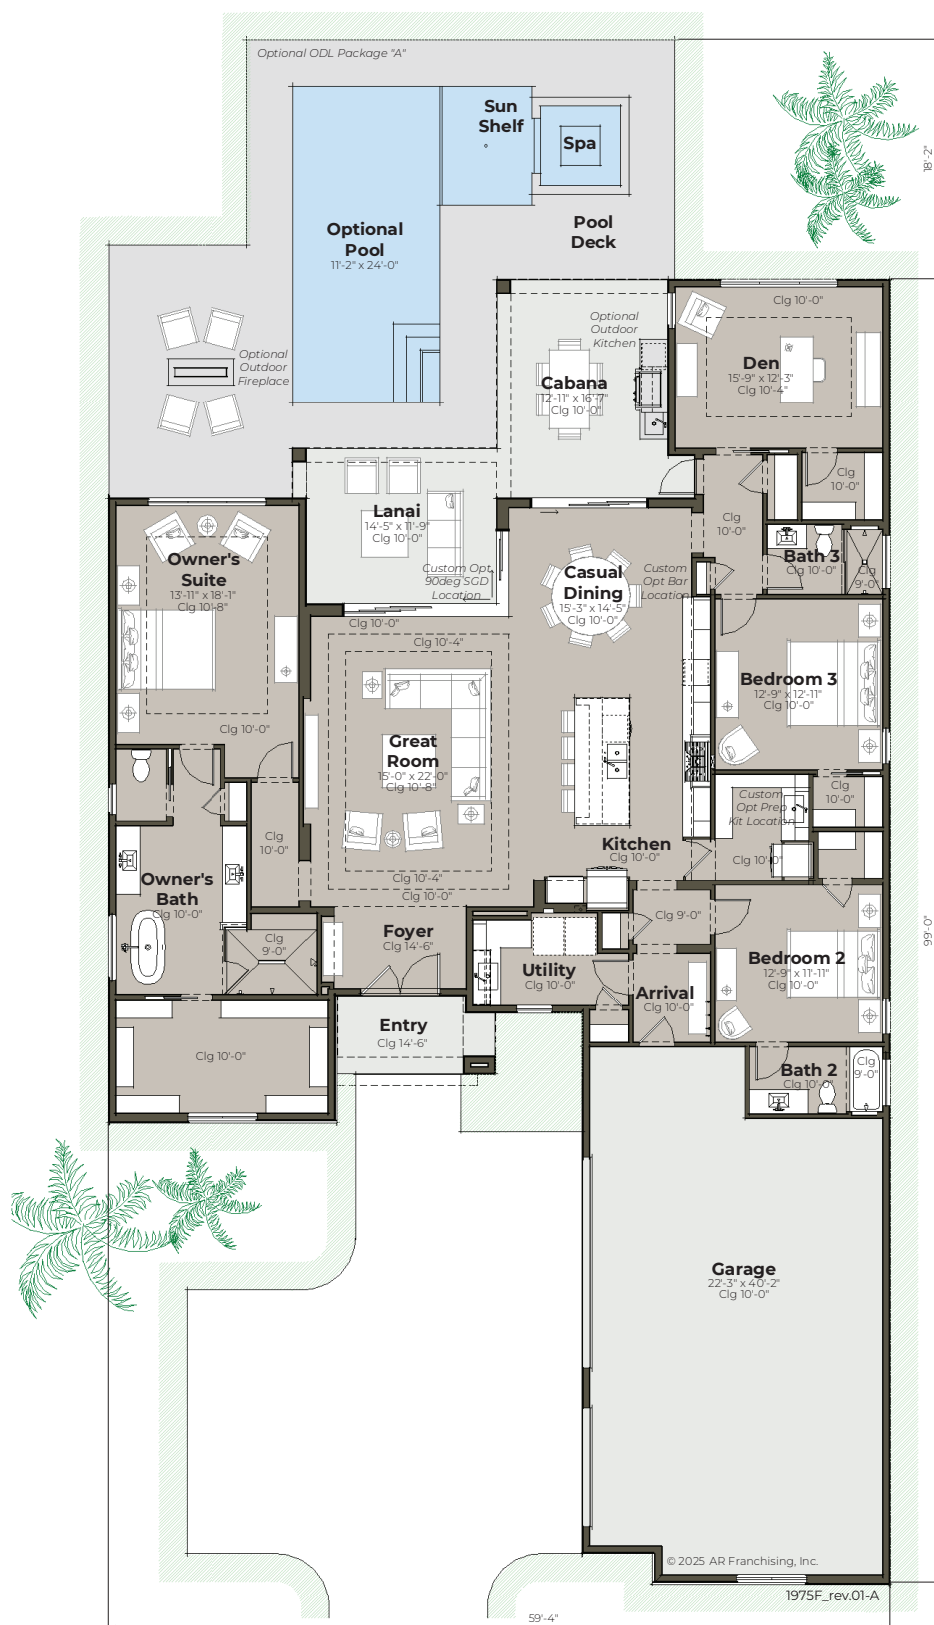 Optional ODL Package "A"
Sun
Shelf
Spa
18'-2"
Optional
Pool
11'-2" x 24'-0"
Pool
Deck
Clg 10'-0"
Optional
Outdoor
Kitchen
Optional
Outdoor
Fireplace
Den
15'-9" x 12'-3"
Clg 10'-4"
Cabana
12'-11" x 16'-7"
Clg 10'-0"
Clg
10'-0"
Lanai
14'-5" x 11'-9"
Clg 10'-0"
Clg
10'-0"
Owner's
Suite
13'-11" x 18'-1"
Clg 10'-8"
Custom Opt.
90deg SGD
Location
Casual
Dining
15'-3" x 14'-5"
Clg 10'-0"
Custom
Opt Bar
Location
Bath 3
Clg 10'-0"
Clg
9'-0"
Clg 10'-0"
Clg 10'-4"
Bedroom 3
12'-9" x 12'-11"
Clg 10'-0"
Clg 10'-0"
Great
Room
15'-0" x 22'-0"
Clg 10'-8"
Custom
Opt Prep
Kit Location
Clg
10'-0"
Clg
10'-0"
Kitchen
Clg 10'-0"
Clg 10'-0"
Owner's
Bath
Clg 10'-0"
Clg 10'-4"
Clg 10'-0"
Clg 9'-0"
Foyer
Clg 14'-6"
Clg
9'-0"
99'-0"
Utility
Clg 10'-0"
Bedroom 2
12'-9" x 11'-11"
Clg 10'-0"
Arrival
Clg 10'-0"
Entry
Clg 14'-6"
Clg 10'-0"
Bath 2
Clg 10'-0"
Clg
9'-0"
Garage
22'-3" x 40'-2"
Clg 10'-0"
© 2025 AR Franchising, Inc.
1975F_rev.01-A
59'-4"